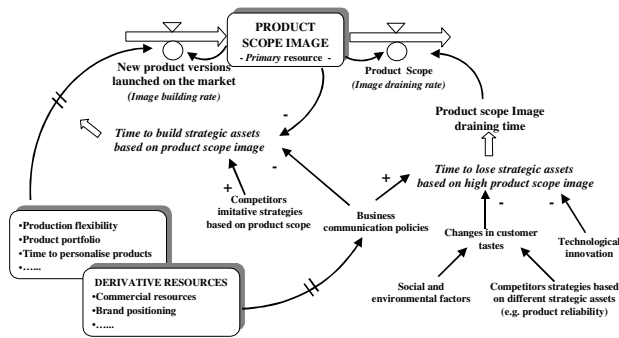 PRODUCT
SCOPE IMAGE
- Primary resource -
New product versions
launched on the market
(Image building rate)
Product Scope
(Image draining rate)
-
Product scope Image
draining time
Time to build strategic assets
based on product scope image
-
+
Competitors
imitative strategies
based on product scope
+
Time to lose strategic assets
based on high product scope image
-
-
Business
communication policies
Changes in customer
tastes
Technological
innovation
•Production flexibility
•Product portfolio
•Time to personalise products
•…...
DERIVATIVE RESOURCES
•Commercial resources
•Brand positioning
•…...
Social and
environmental factors
Competitors strategies based
on different strategic assets
(e.g. product reliability)